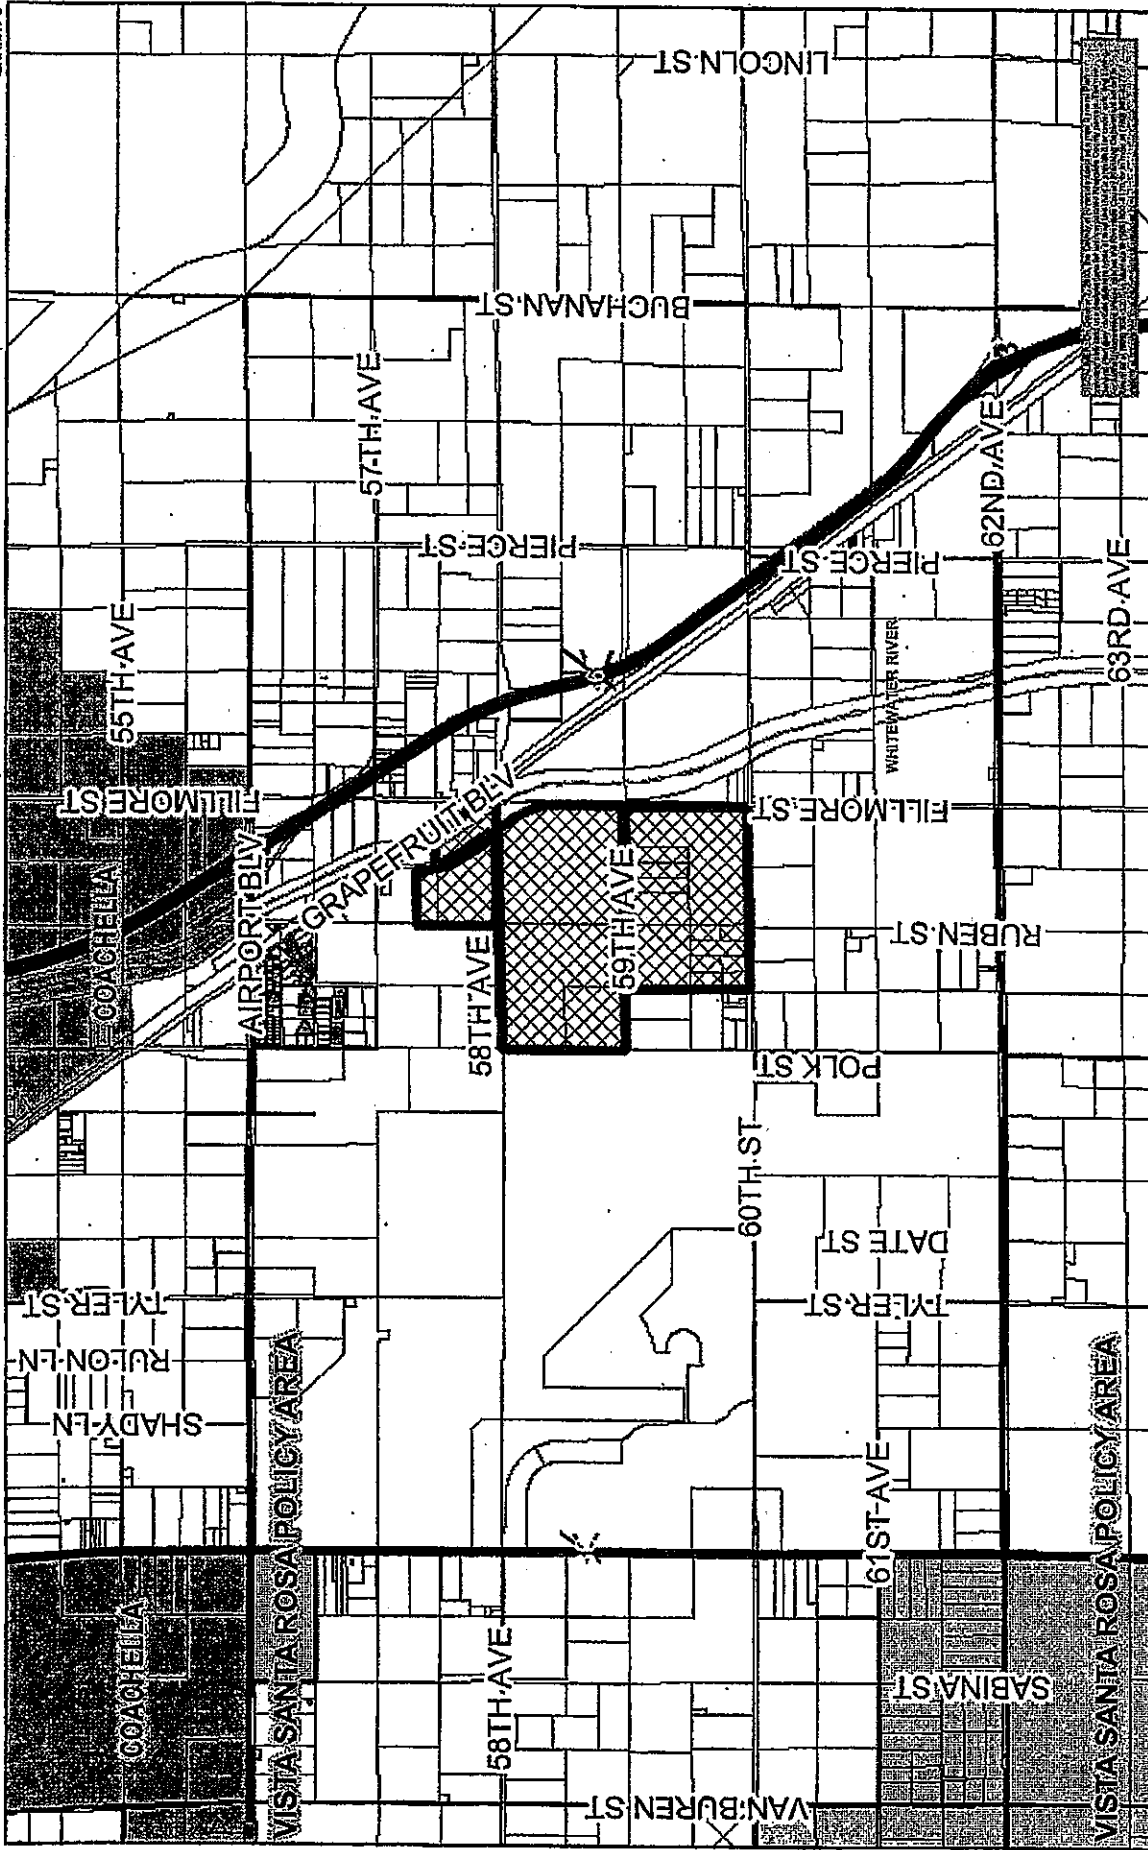 LINCOLN ST
BUCHANAN ST
57TH AVE
PIERCE ST
62ND AVE
PIERCE ST
55TH AVE
63RD AVE
WHITEWATER RIVER
FILLMORE ST
GRAPEFRUIT BLV
FILLMORE ST
COACHELLA
AIRPORT BLV
59TH AVE
58TH AVE
RUBEN ST
POLK ST
60TH ST
DATE ST
TYLER ST
TYLER ST
RULON LN
SHADY LN
VISTA SANTA ROSA POLICY AREA
VISTA SANTA ROSA POLICY AREA
61ST AVE
COACHELLA
58TH AVE
SABINA ST
VAN BUREN ST